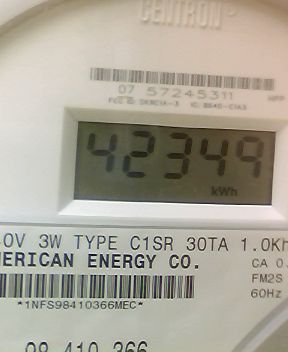 CENTRON®
07 57245311
42349
kWh
0V 3W TYPE C1SR 30TA 1.0Kh
ERICAN ENERGY CO.
CA 0.
FM2S
60Hz
*1NFS98410366MEC*
98 410 366